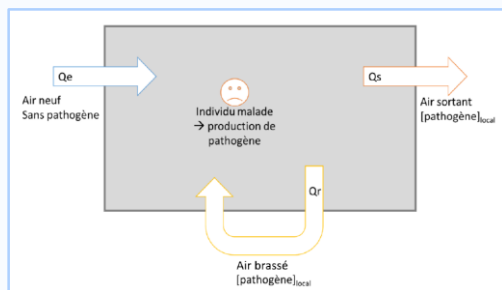 Qe
Air neuf
Sans pathogène
Individu malade
→ production de
pathogène
Qs
Air sortant
[pathogène]local
Qr
Air brassé
[pathogène]local